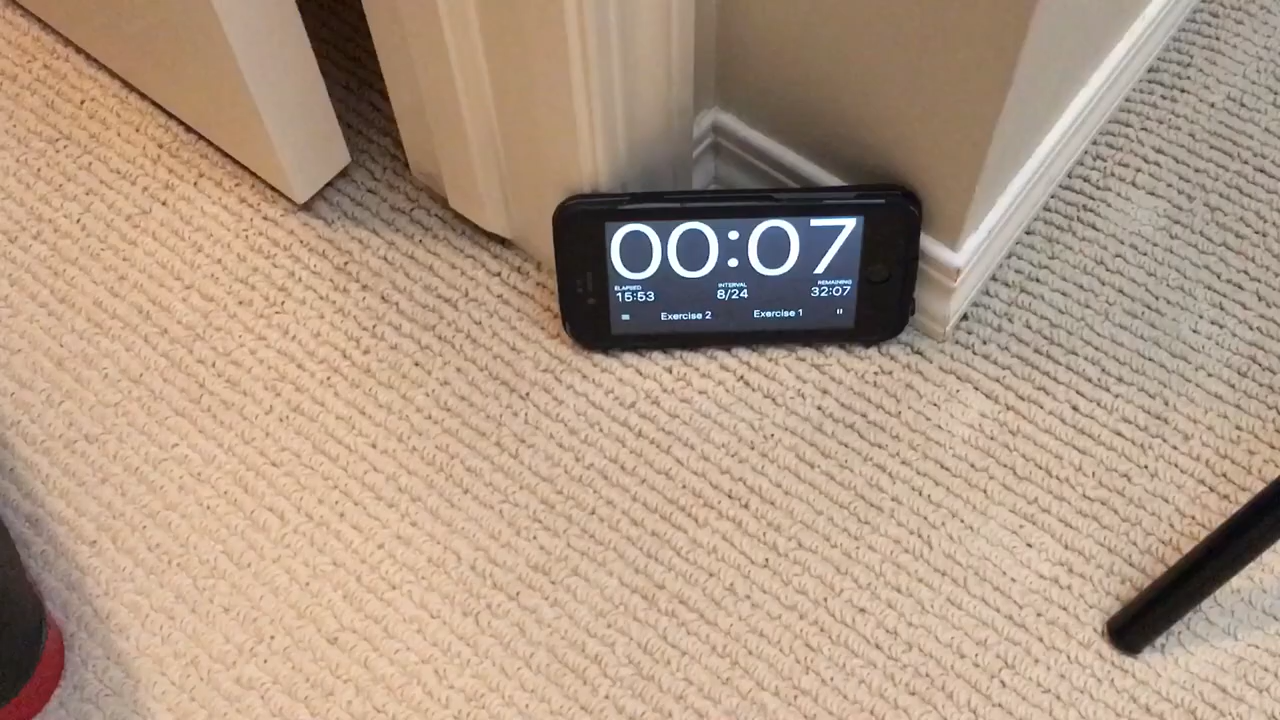 00:07
ELAPSED INTERVAL REMAINING
15:53 8/24 32:07
Exercise 2 Exercise 1